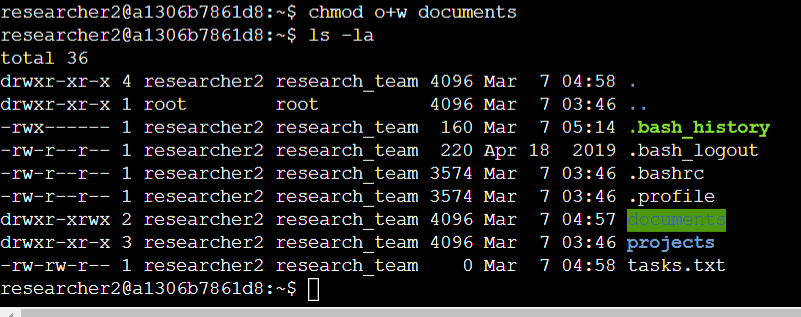 researcher2@a1306b7861d8:~$ chmod o+w documents
researcher2@a1306b7861d8:~$ ls -la
total 36
drwxr-xr-x 4 researcher2 research_team 4096 Mar  7 04:58 .
drwxr-xr-x 1 root        root          4096 Mar  7 03:46 ..
-rwx------ 1 researcher2 research_team  160 Mar  7 05:14 .bash_history
-rw-r--r-- 1 researcher2 research_team  220 Apr 18  2019 .bash_logout
-rw-r--r-- 1 researcher2 research_team 3574 Mar  7 03:46 .bashrc
-rw-r--r-- 1 researcher2 research_team 3574 Mar  7 03:46 .profile
drwxr-xrwx 2 researcher2 research_team 4096 Mar  7 04:57 documents
drwxr-xr-x 3 researcher2 research_team 4096 Mar  7 03:46 projects
-rw-rw-r-- 1 researcher2 research_team    0 Mar  7 04:58 tasks.txt
researcher2@a1306b7861d8:~$